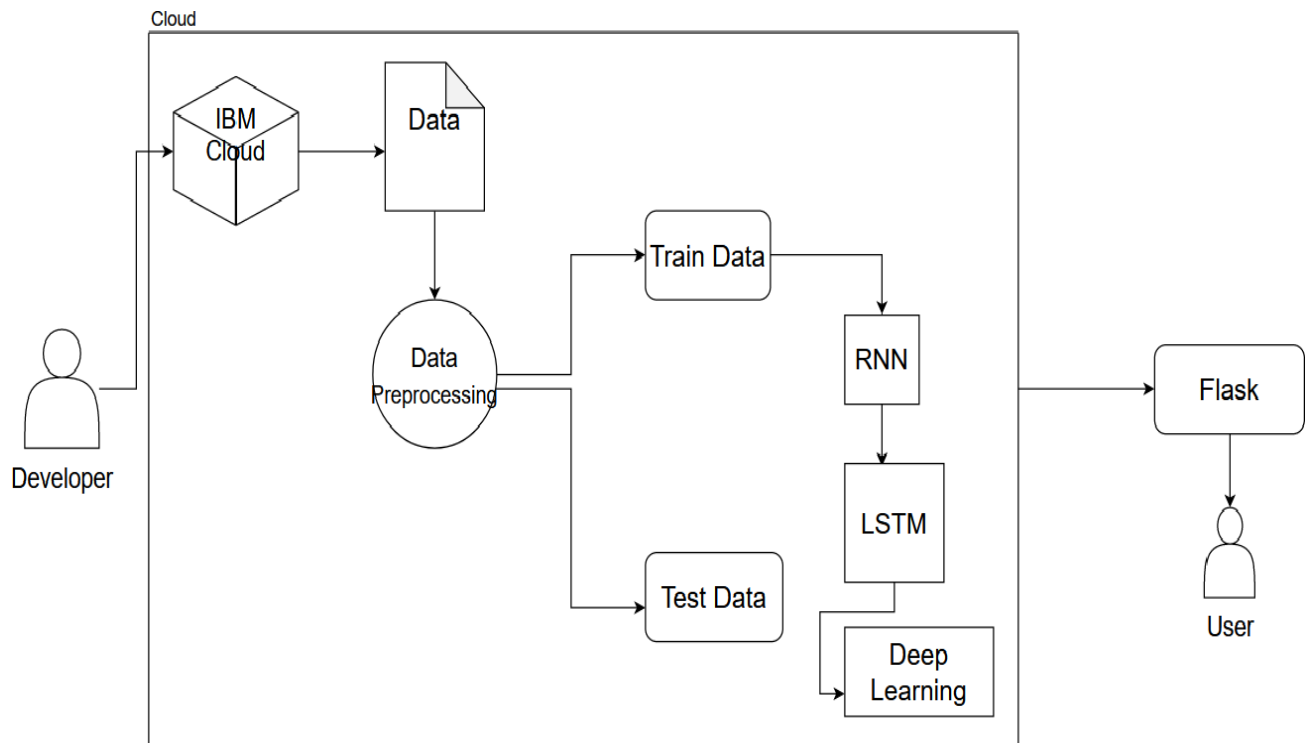 Cloud
IBM
Cloud
Data
Train Data
Data
Preprocessing
RNN
Flask
Developer
LSTM
Test Data
User
Deep
Learning